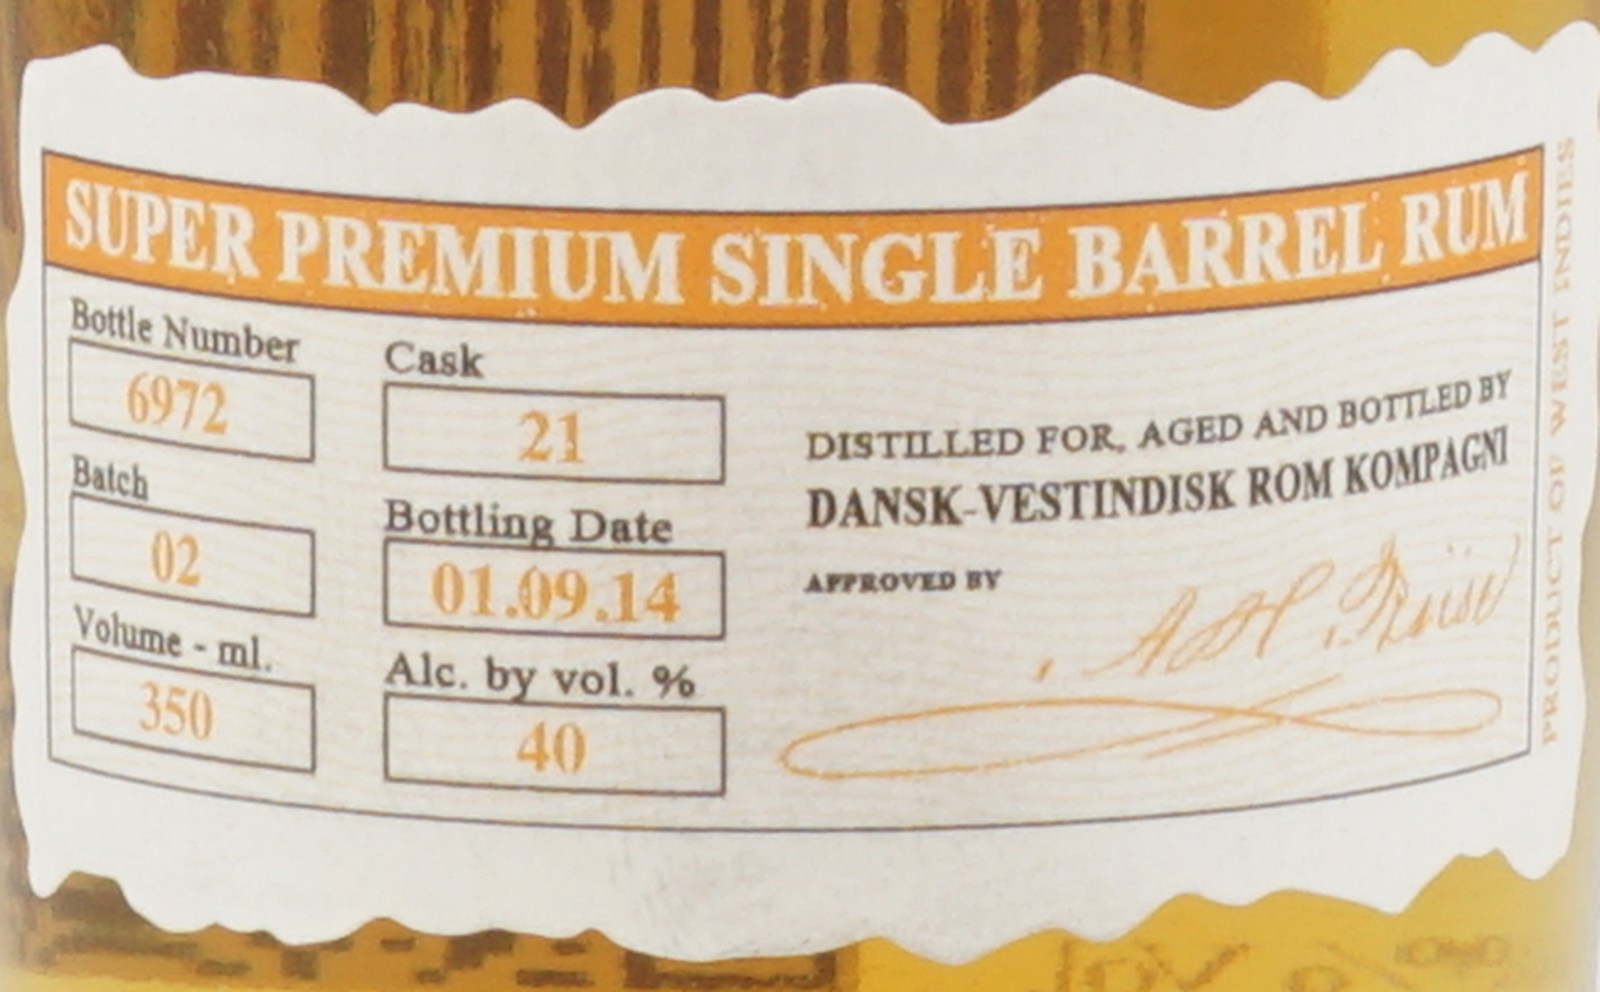 SUPER PREMIUM SINGLE BARREL RUM
Bottle Number
6972
Batch
02
Volume - ml.
350
Cask
21
Bottling Date
01.09.14
Alc. by vol. %
40
DISTILLED FOR, AGED AND BOTTLED BY
DANSK-VESTINDISK ROM KOMPAGNI
APPROVED BY
A H Riise
PRODUCT OF WEST INDIES